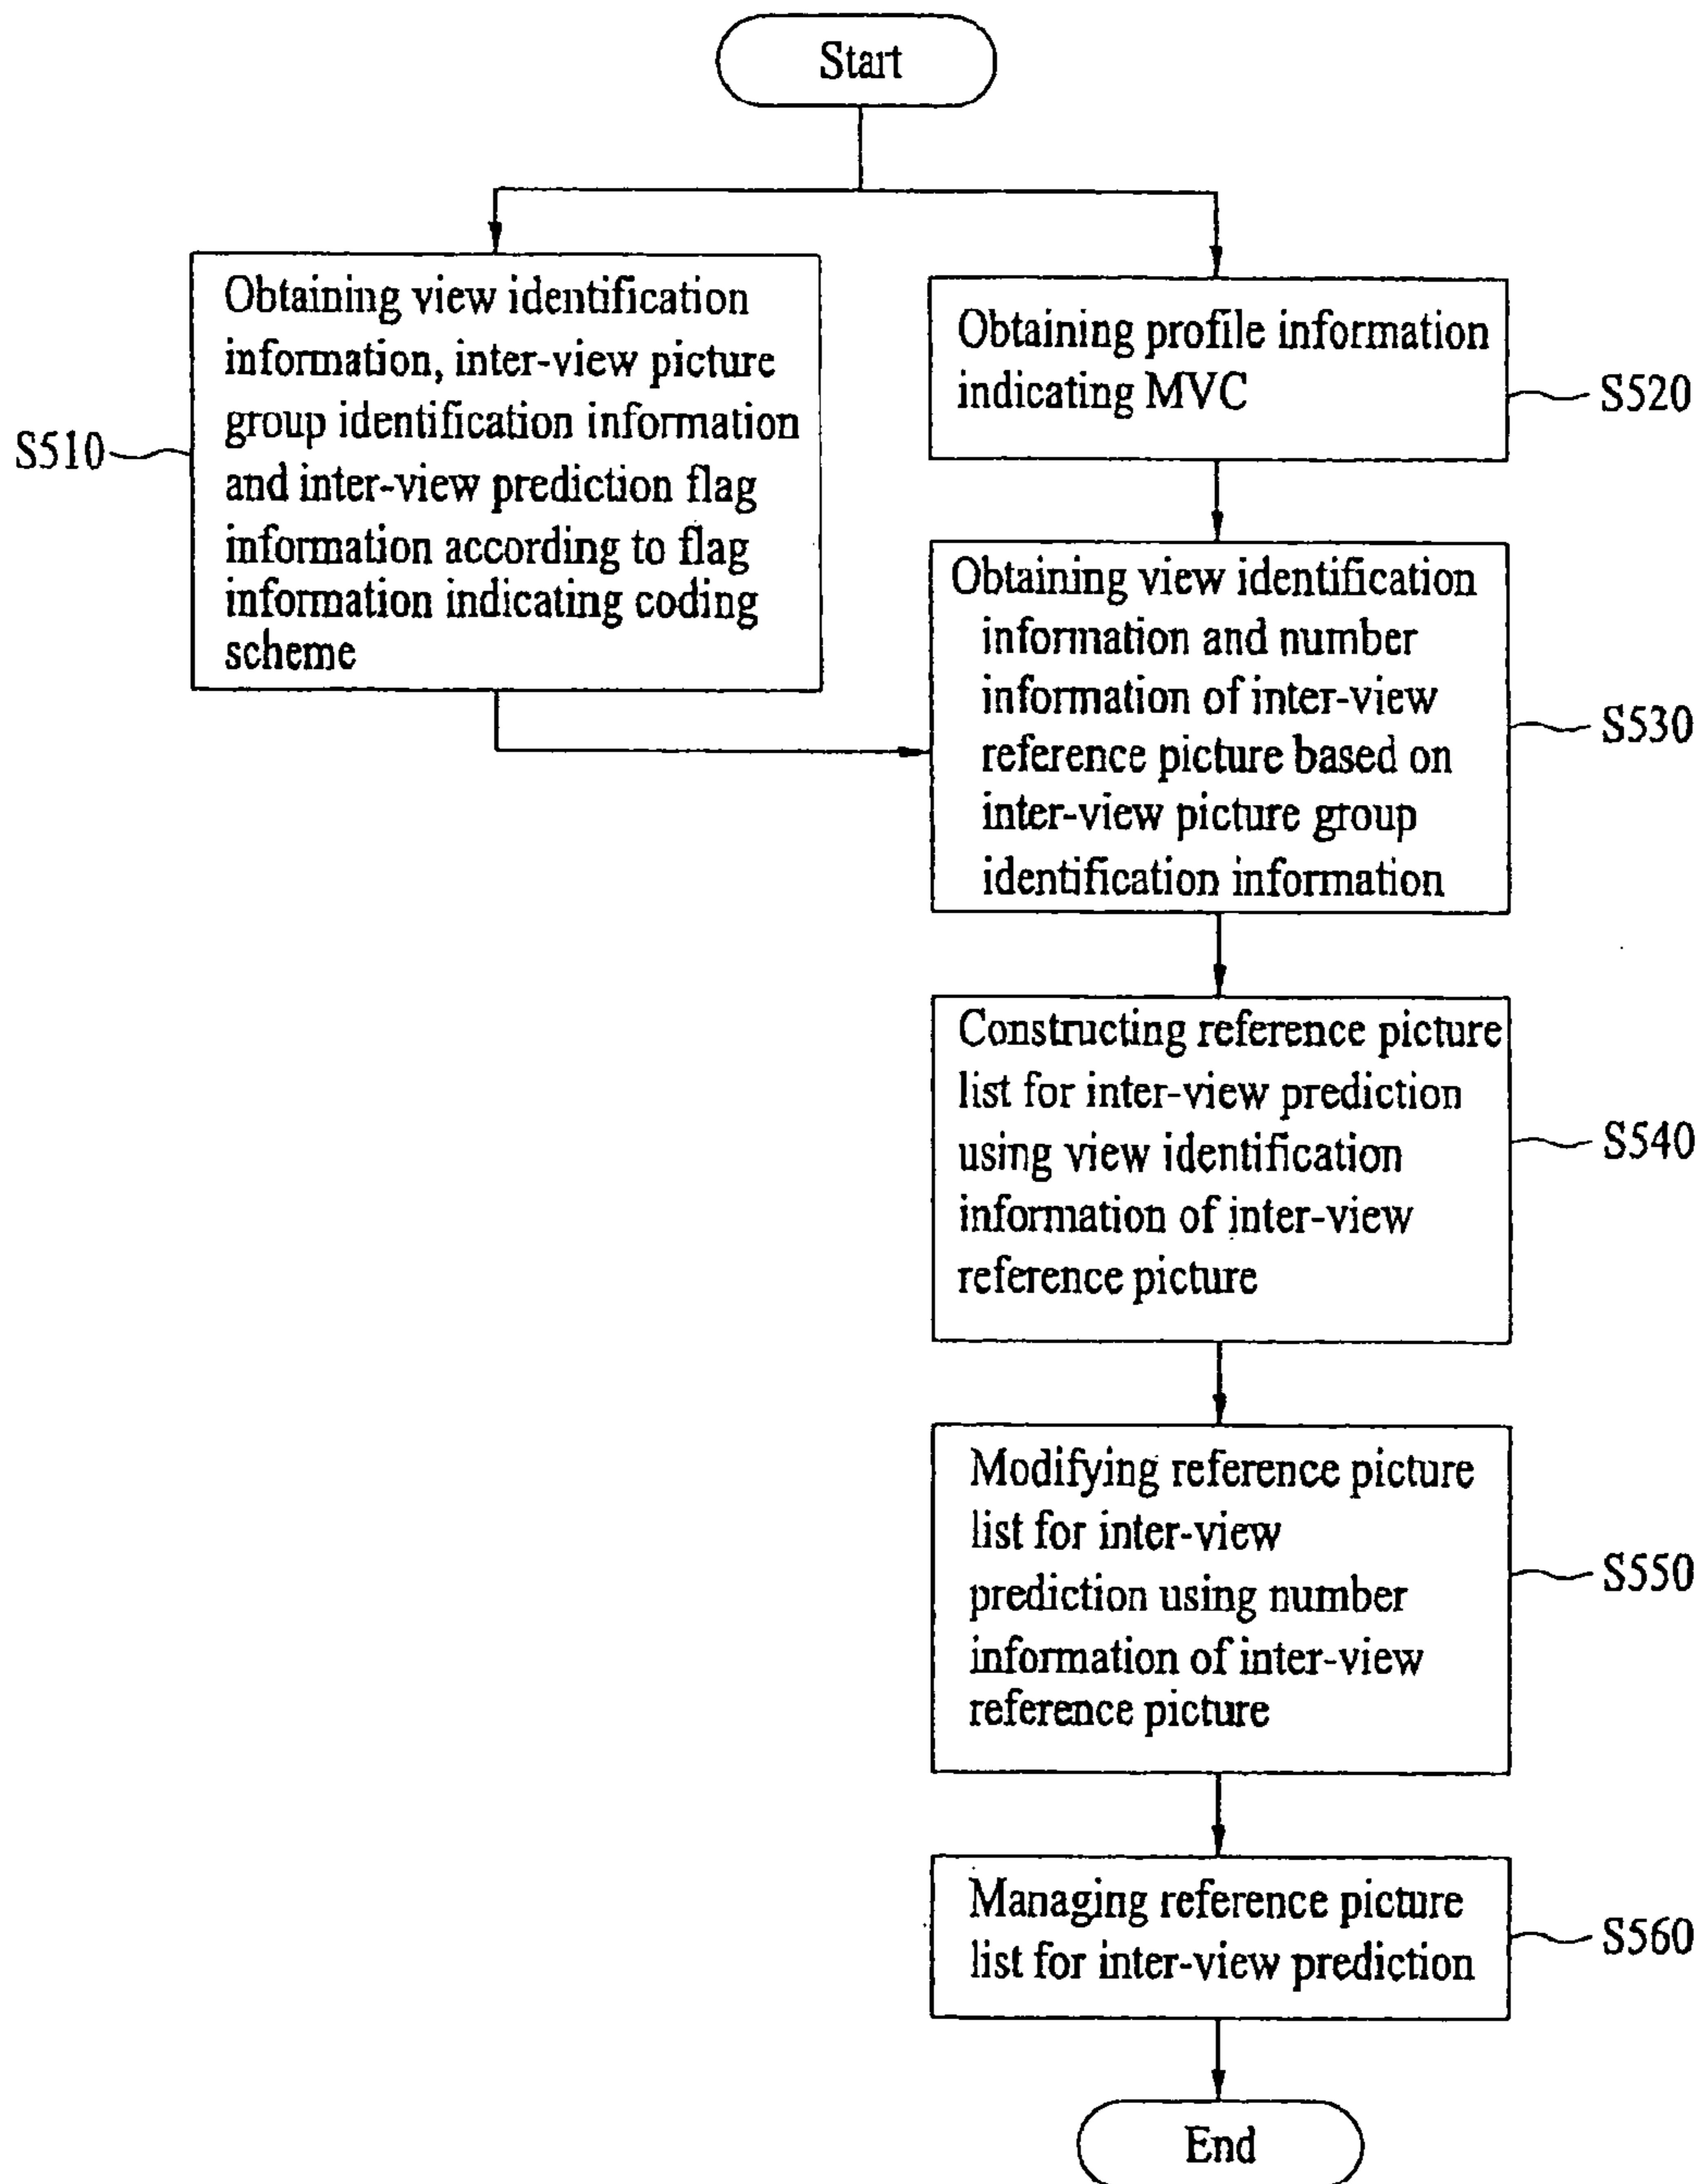 Start
Obtaining view identification
information, inter-view picture
group identification information
and inter-view prediction flag
information according to flag
information indicating coding
scheme
S510
Obtaining profile information
indicating MVC
S520
Obtaining view identification
information and number
information of inter-view
reference picture based on
inter-view picture group
identification information
S530
Constructing reference picture
list for inter-view prediction
using view identification
information of inter-view
reference picture
S540
Modifying reference picture
list for inter-view
prediction using number
information of inter-view
reference picture
S550
Managing reference picture
list for inter-view prediction
S560
End